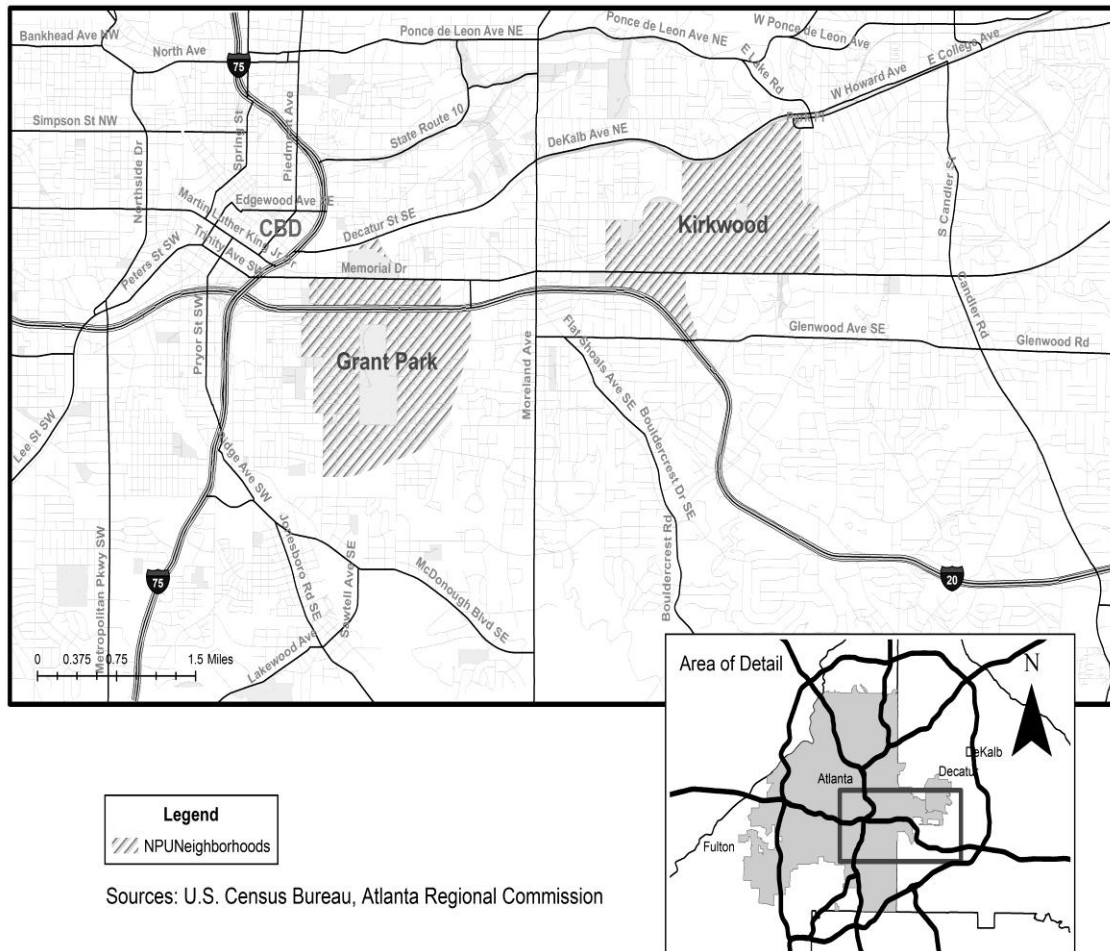 Bankhead Ave NW
North Ave
75
Ponce de Leon Ave NE
Ponce de Leon Ave NE
W Ponce de Leon Ave
E Lake Rd
W Howard Ave
E College Ave
Simpson St NW
Northside Dr
Spring St
Piedmont Ave
State Route 10
DeKalb Ave NE
Kirkwood
S Candler St
Martin Luther King Jr Dr
Edgewood Ave SE
CBD
Decatur St SE
Peters St SW
Trinity Ave SW
Memorial Dr
Pryor St SW
Grant Park
Moreland Ave
Flat Shoals Ave SE
Glenwood Ave SE
Candler Rd
Glenwood Rd
Lee St SW
Metropolitan Pkwy SW
Ridge Ave SW
Jonesboro Rd SE
Sawtell Ave SE
McDonough Blvd SE
Lakewood Ave
Bouldercrest Dr SE
Bouldercrest Rd
75
20
0 0.375 0.75 1.5 Miles
Area of Detail
N
DeKalb
Decatur
Atlanta
Fulton
Legend
NPUNeighborhoods
Sources: U.S. Census Bureau, Atlanta Regional Commission